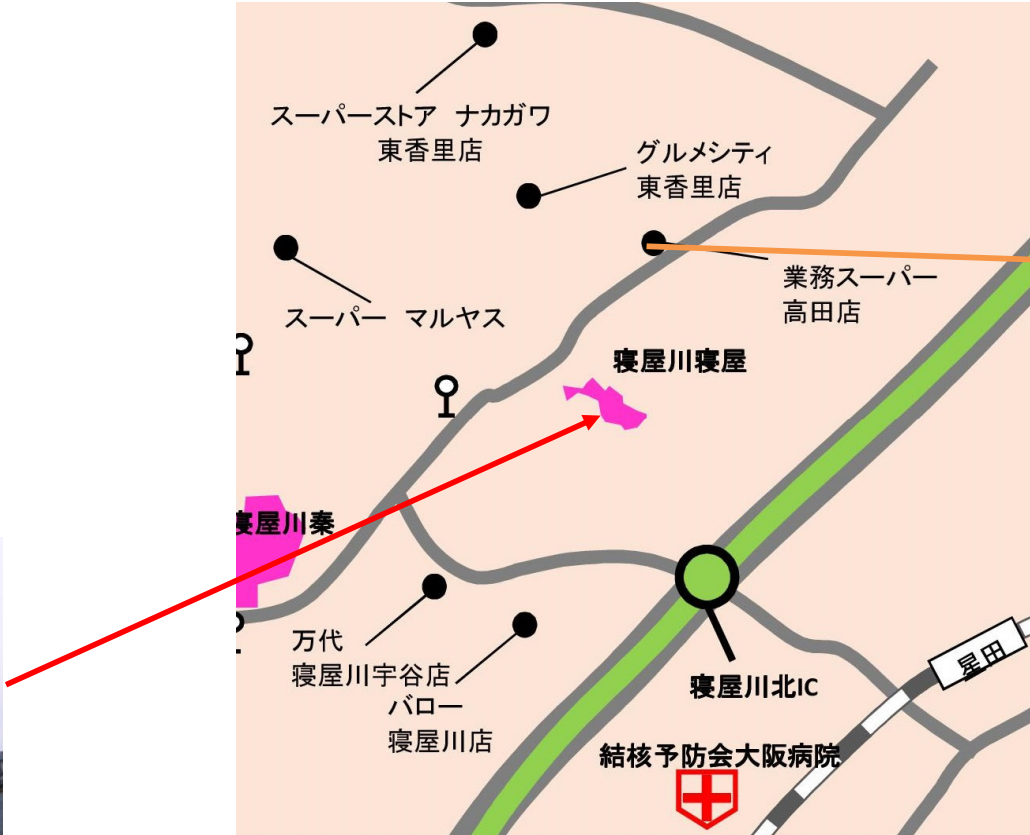 スーパーストア ナカガワ
東香里店
グルメシティ
東香里店
業務スーパー
高田店
スーパー マルヤス
寝屋川寝屋
寝屋川秦
万代
寝屋川宇谷店
バロー
寝屋川店
寝屋川北IC
星田
結核予防会大阪病院